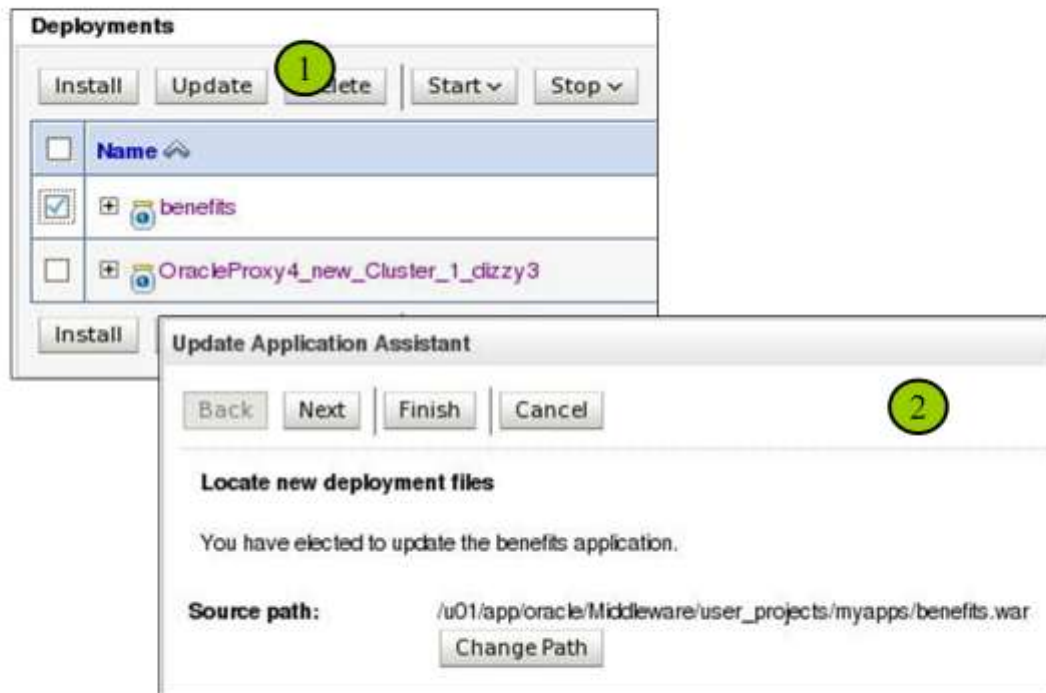 Deployments
Install Update 1 Delete Start Stop
Name
benefits
OracleProxy4_new_Cluster_1_dizzy3
Install
Update Application Assistant
Back Next Finish Cancel 2
Locate new deployment files
You have elected to update the benefits application.
Source path: /u01/app/oracle/Middleware/user_projects/myapps/benefits.war
Change Path